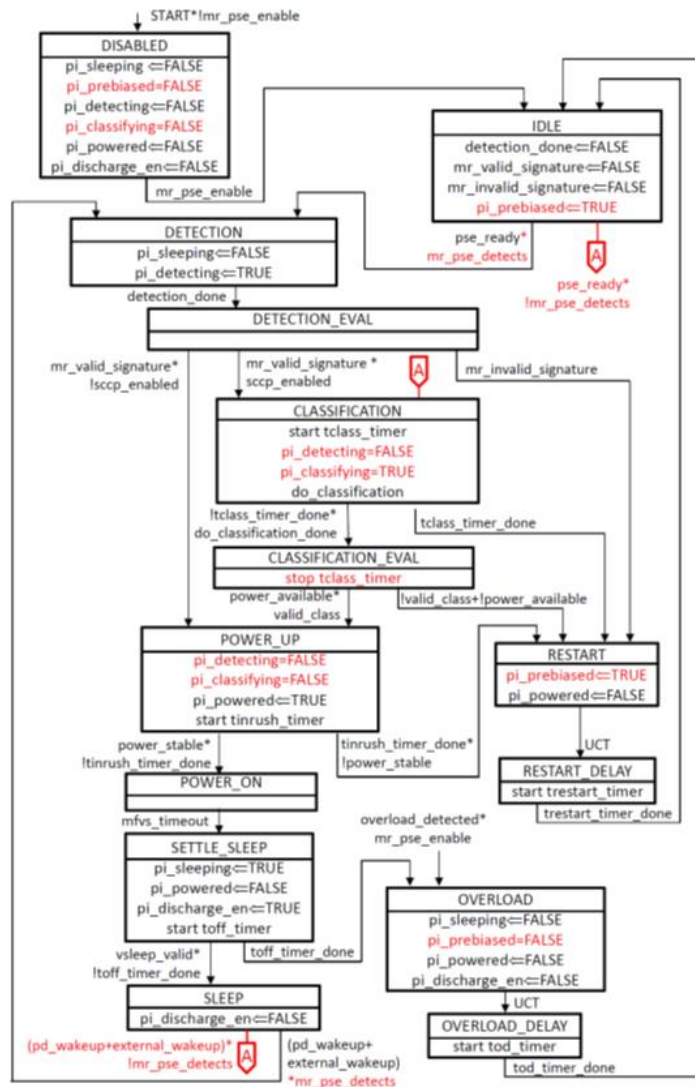 START*!mr_pse_enable
DISABLED
pi_sleeping ⇐FALSE
pi_prebiased=FALSE
pi_detecting⇐FALSE
pi_classifying=FALSE
pi_powered⇐FALSE
pi_discharge_en⇐FALSE
mr_pse_enable
IDLE
detection_done⇐FALSE
mr_valid_signature⇐FALSE
mr_invalid_signature⇐FALSE
pi_prebiased⇐TRUE
pse_ready*
mr_pse_detects
A
pse_ready*
!mr_pse_detects
DETECTION
pi_sleeping⇐FALSE
pi_detecting⇐TRUE
detection_done
DETECTION_EVAL
mr_valid_signature*
!sccp_enabled
mr_valid_signature *
sccp_enabled
A
mr_invalid_signature
CLASSIFICATION
start tclass_timer
pi_detecting=FALSE
pi_classifying=TRUE
do_classification
!tclass_timer_done*
do_classification_done
tclass_timer_done
CLASSIFICATION_EVAL
stop tclass_timer
power_available*
valid_class
!valid_class+!power_available
POWER_UP
pi_detecting=FALSE
pi_classifying=FALSE
pi_powered⇐TRUE
start tinrush_timer
RESTART
pi_prebiased⇐TRUE
pi_powered⇐FALSE
UCT
RESTART_DELAY
start trestart_timer
trestart_timer_done
power_stable*
!tinrush_timer_done
tinrush_timer_done*
!power_stable
POWER_ON
mfvs_timeout
SETTLE_SLEEP
pi_sleeping⇐TRUE
pi_powered⇐FALSE
pi_discharge_en⇐TRUE
start toff_timer
overload_detected*
mr_pse_enable
OVERLOAD
pi_sleeping⇐FALSE
pi_prebiased=FALSE
pi_powered⇐FALSE
pi_discharge_en⇐FALSE
vsleep_valid*
!toff_timer_done
toff_timer_done
SLEEP
pi_discharge_en⇐FALSE
UCT
OVERLOAD_DELAY
start tod_timer
tod_timer_done
(pd_wakeup+external_wakeup)*
!mr_pse_detects
A
(pd_wakeup+
external_wakeup)
*mr_pse_detects